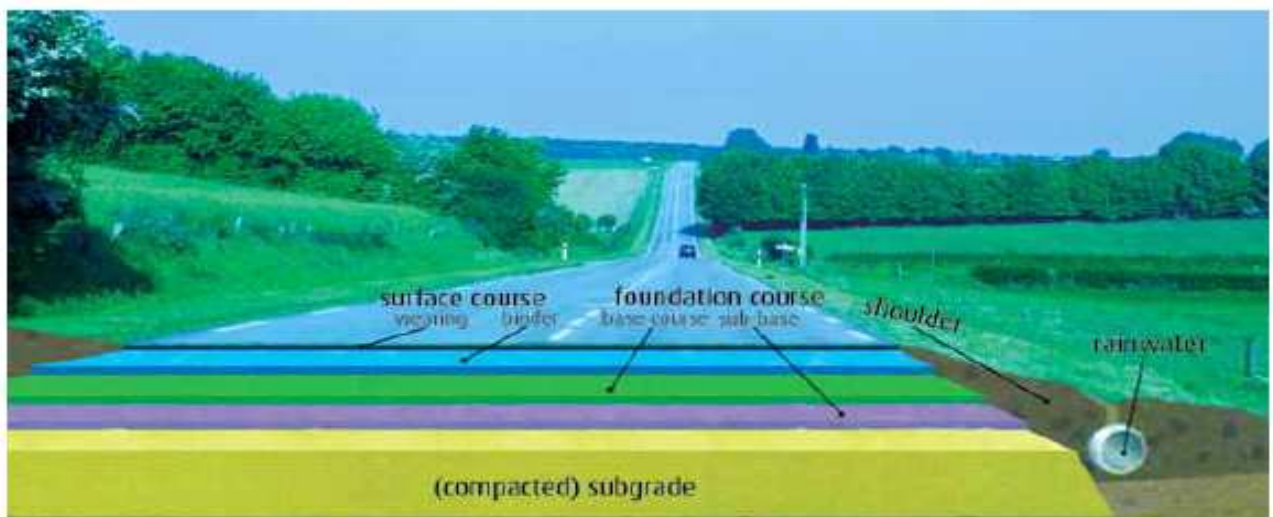 surface course
wearing binder
foundation course
base course sub-base
shoulder
rainwater
(compacted) subgrade